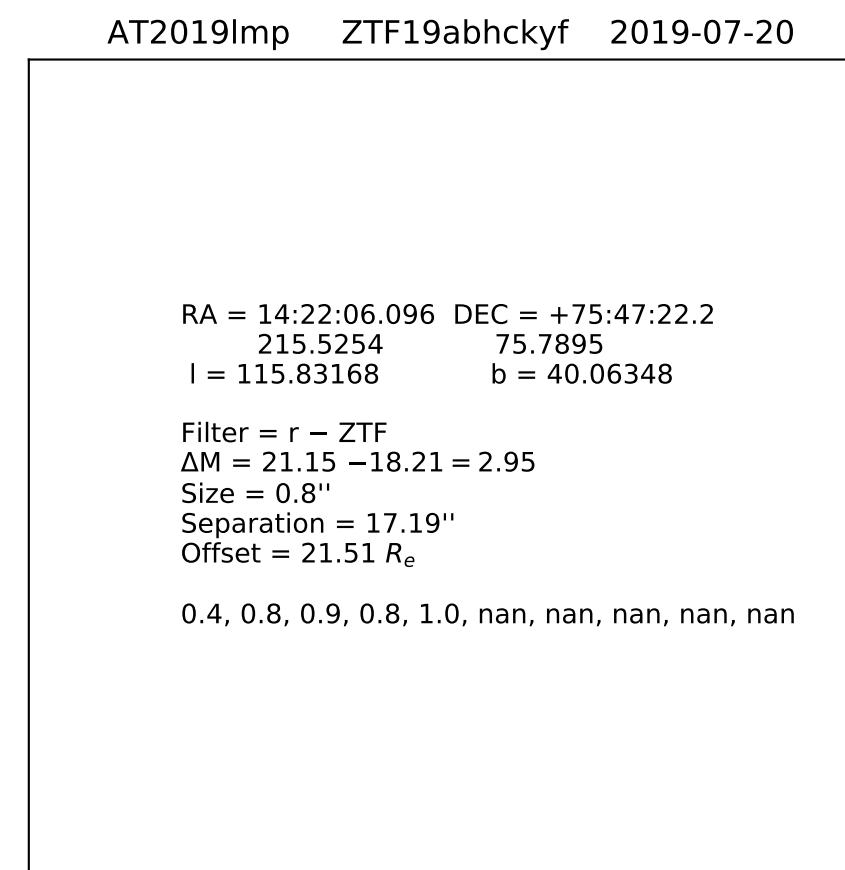 AT2019lmp ZTF19abhckyf 2019-07-20
RA = 14:22:06.096 DEC = +75:47:22.2
215.5254 75.7895
l = 115.83168 b = 40.06348
Filter = r − ZTF
ΔM = 21.15 −18.21 = 2.95
Size = 0.8''
Separation = 17.19''
Offset = 21.51 Re
0.4, 0.8, 0.9, 0.8, 1.0, nan, nan, nan, nan, nan